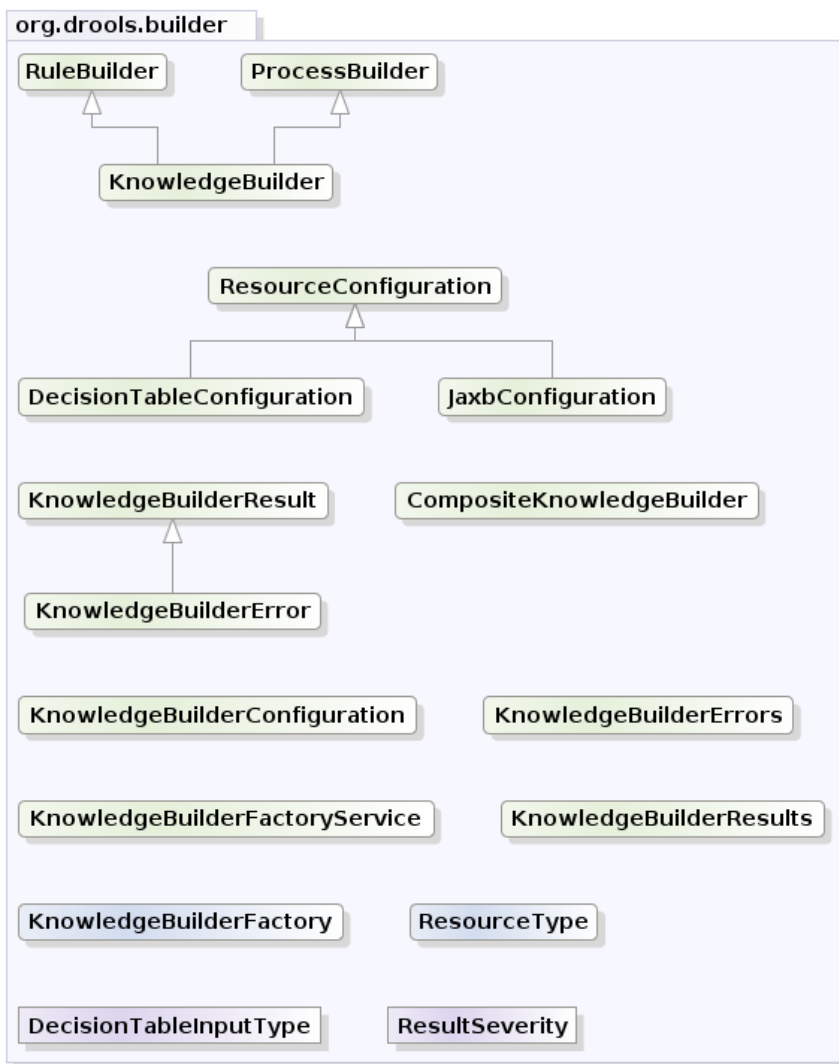 org.drools.builder
RuleBuilder ProcessBuilder
KnowledgeBuilder
ResourceConfiguration
DecisionTableConfiguration JaxbConfiguration
KnowledgeBuilderResult CompositeKnowledgeBuilder
KnowledgeBuilderError
KnowledgeBuilderConfiguration KnowledgeBuilderErrors
KnowledgeBuilderFactoryService KnowledgeBuilderResults
KnowledgeBuilderFactory ResourceType
DecisionTableInputType ResultSeverity